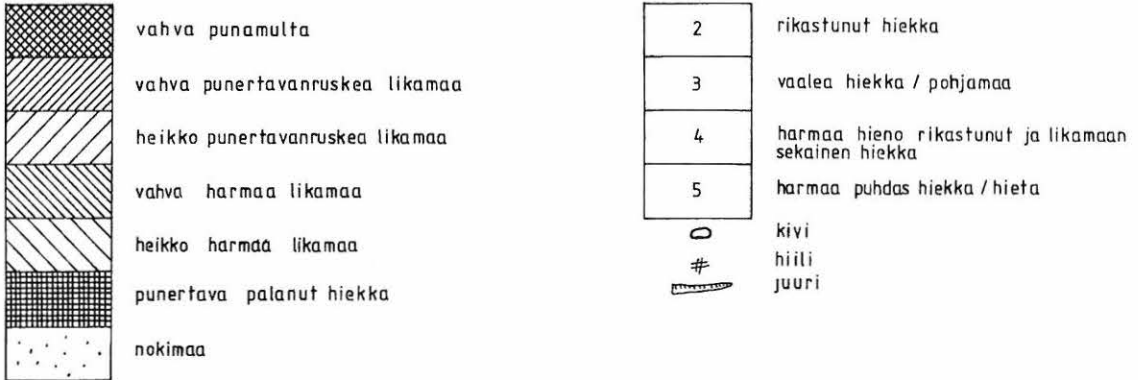 vahva punamulta
vahva punertavanruskea likamaa
heikko punertavanruskea likamaa
vahva harmaa likamaa
heikko harmaa likamaa
punertava palanut hiekka
nokimaa
2 rikastunut hiekka
3 vaalea hiekka / pohjamaa
4 harmaa hieno rikastunut ja likamaan
sekainen hiekka
5 harmaa puhdas hiekka / hieta
kivi
hiili
juuri